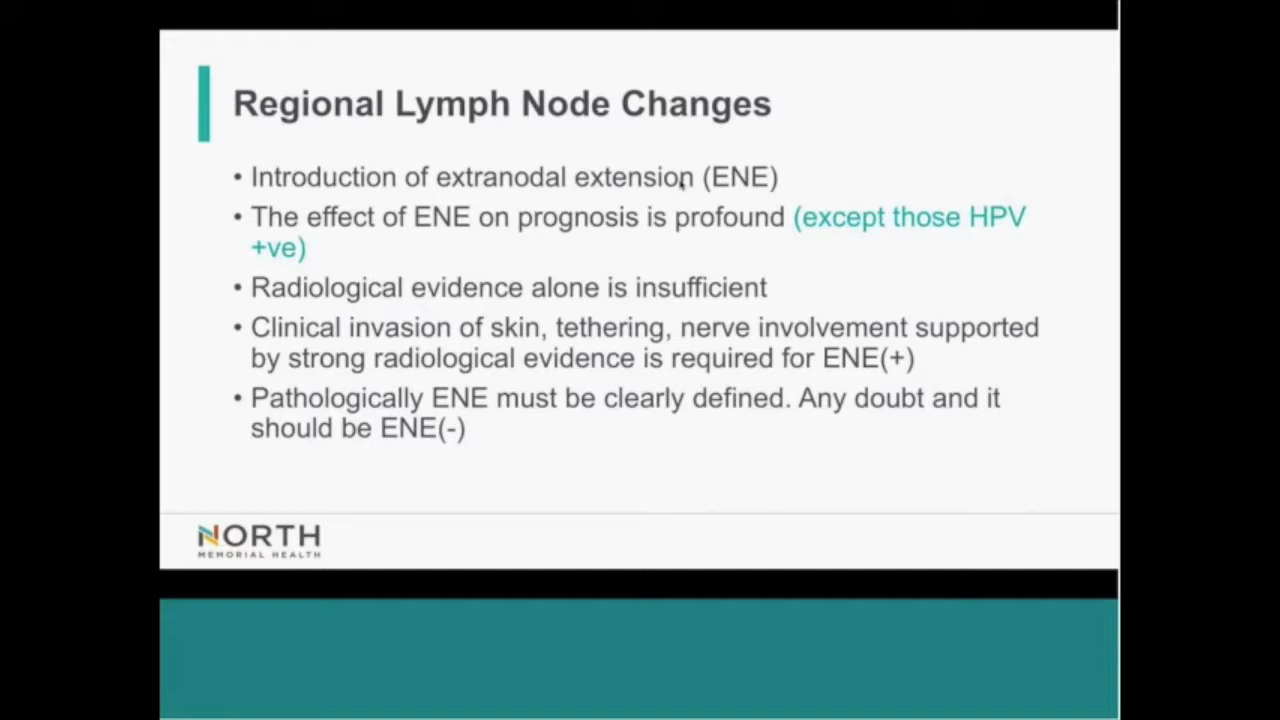 Regional Lymph Node Changes
• Introduction of extranodal extension (ENE)
• The effect of ENE on prognosis is profound (except those HPV
+ve)
• Radiological evidence alone is insufficient
• Clinical invasion of skin, tethering, nerve involvement supported
by strong radiological evidence is required for ENE(+)
• Pathologically ENE must be clearly defined. Any doubt and it
should be ENE(-)
NORTH
MEMORIAL HEALTH